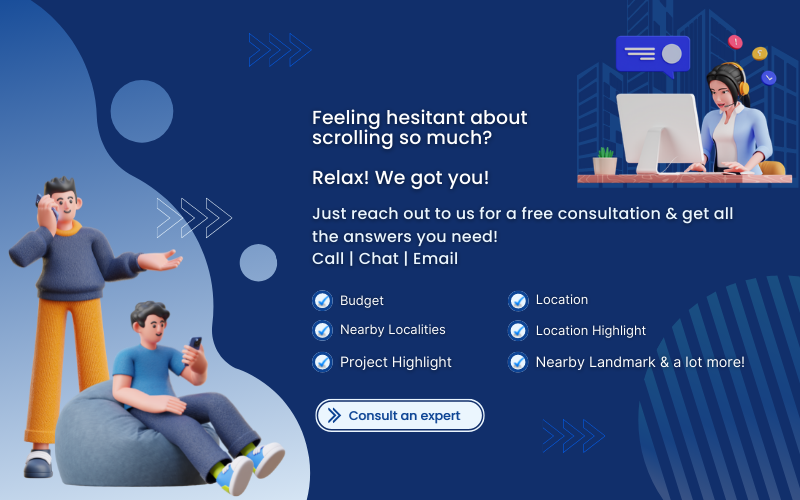 Feeling hesitant about
scrolling so much?
Relax! We got you!
Just reach out to us for a free consultation & get all
the answers you need!
Call | Chat | Email
Budget
Location
Nearby Localities
Location Highlight
Project Highlight
Nearby Landmark & a lot more!
Consult an expert